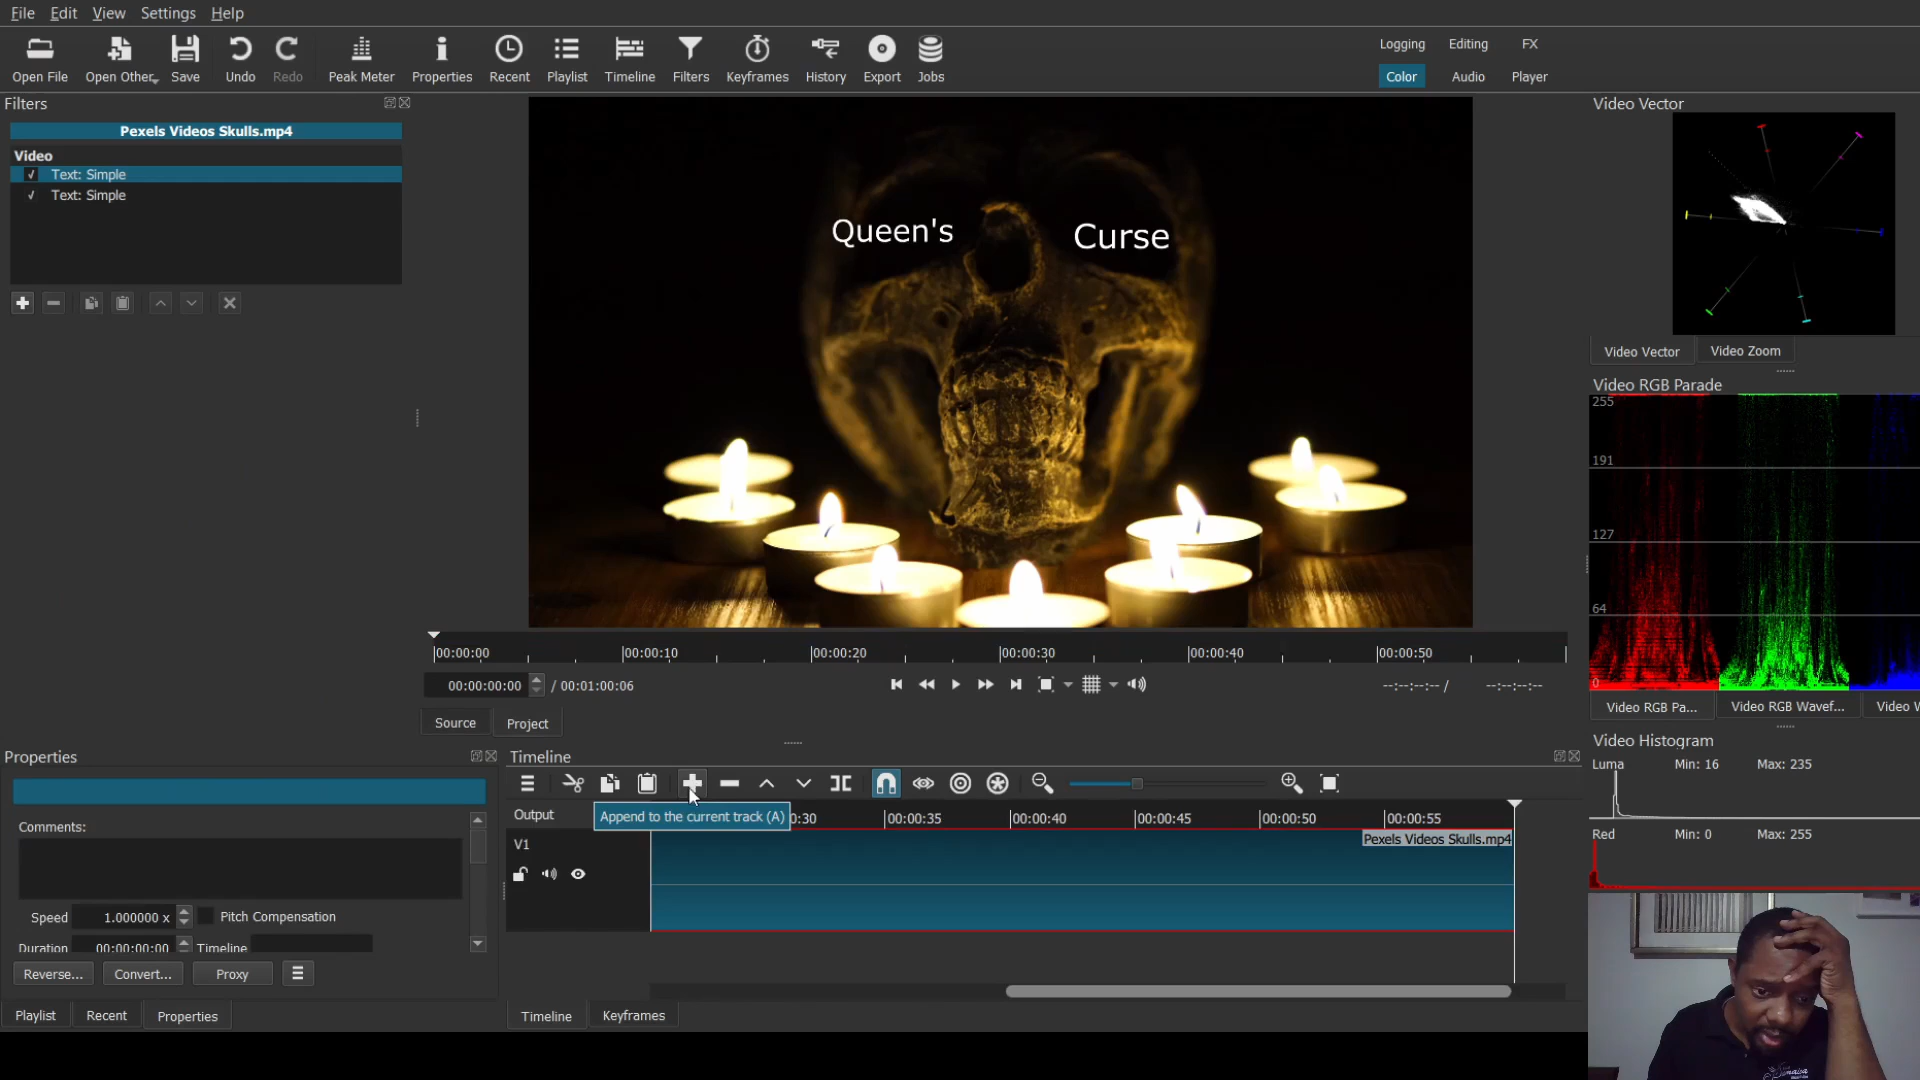 File Edit View Settings Help
Open File Open Other... Save Undo Redo Peak Meter Properties Recent Playlist Timeline Filters Keyframes History Export Jobs
Logging Editing FX
Color Audio Player
Filters
Pexels Videos Skulls.mp4
Video
Text: Simple
Text: Simple
Queen's Curse
00:00:00 00:00:10 00:00:20 00:00:30 00:00:40 00:00:50
00:00:00:00 / 00:01:00:06
--:--:--:-- / --:--:--:--
Source Project
Video Vector
Video Vector Video Zoom
Video RGB Parade
255
191
127
64
0
Video RGB Pa... Video RGB Wavef... Video W
Video Histogram
Luma Min: 16 Max: 235
Red Min: 0 Max: 255
Properties
Comments:
Speed 1.000000 x Pitch Compensation
Duration 00:00:00:00 Timeline
Reverse... Convert... Proxy
Playlist Recent Properties
Timeline
Append to the current track (A)
Output :30 00:00:35 00:00:40 00:00:45 00:00:50 00:00:55
V1
Pexels Videos Skulls.mp4
Timeline Keyframes
Jamaica